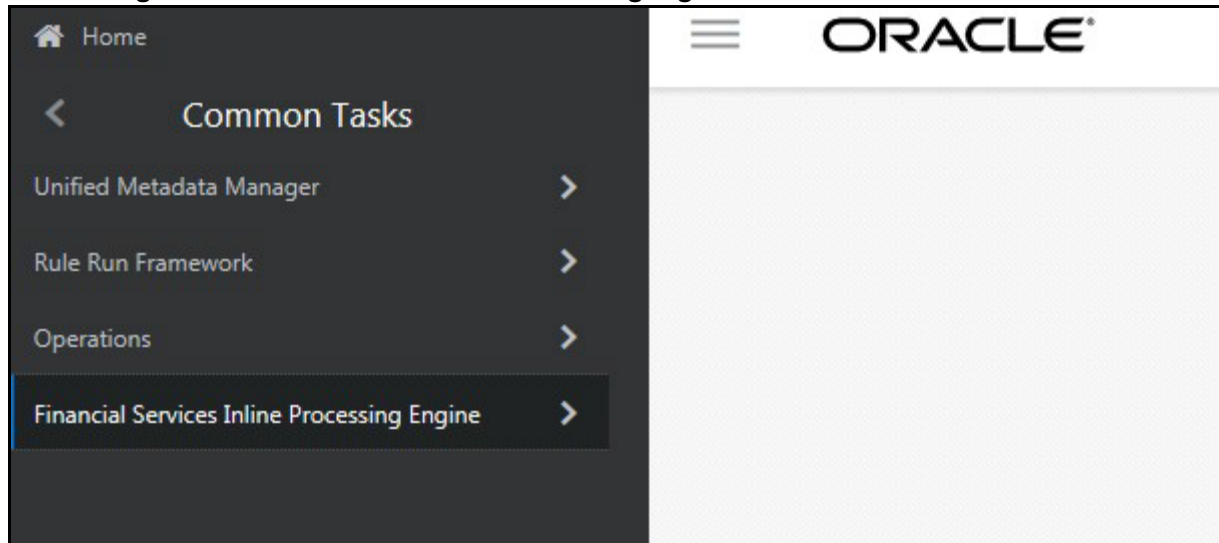 Home
ORACLE
Common Tasks
Unified Metadata Manager
Rule Run Framework
Operations
Financial Services Inline Processing Engine